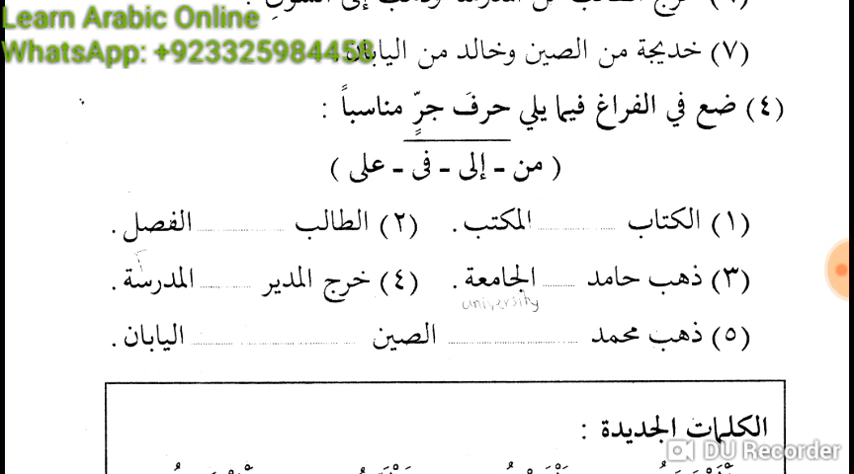 Learn Arabic Online
WhatsApp: +923325984458
(٧) خديجة من الصين وخالد من اليابان.
(٤) ضع في الفراغ فيما يلي حرفَ جرٍّ مناسباً :
( من - إلى - فى - على )
(١) الكتاب ........ المكتب . (٢) الطالب ........ الفصل .
(٣) ذهب حامد ........ الجامعة . (٤) خرج المدير ........ المدرسة .
university
(٥) ذهب محمد ........ الصين ........ اليابان .
الكلمات الجديدة :
DU Recorder